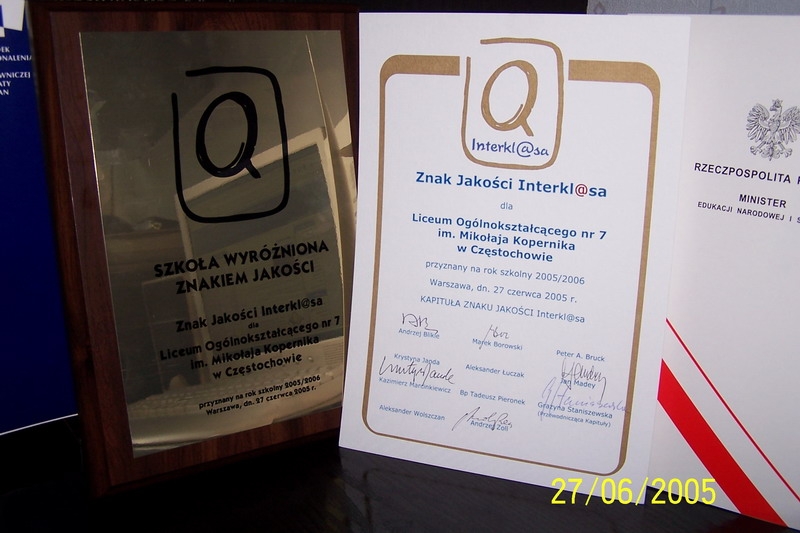 SZKOŁA WYRÓŻNIONA
ZNAKIEM JAKOŚCI
Znak Jakości Interkl@sa
dla
Liceum Ogólnokształcącego nr 7
im. Mikołaja Kopernika
w Częstochowie
przyznany na rok szkolny 2005/2006
Warszawa, dn. 27 czerwca 2005 r.
Interkl@sa
Znak Jakości Interkl@sa
dla
Liceum Ogólnokształcącego nr 7
im. Mikołaja Kopernika
w Częstochowie
przyznany na rok szkolny 2005/2006
Warszawa, dn. 27 czerwca 2005 r.
KAPITUŁA ZNAKU JAKOŚCI Interkl@sa
Andrzej Blikle
Marek Borowski
Peter A. Bruck
Krystyna Janda
Aleksander Łuczak
Jan Madey
Kazimierz Marcinkiewicz
Bp Tadeusz Pieronek
Grażyna Staniszewska
(Przewodnicząca Kapituły)
Aleksander Wolszczan
Andrzej Zoll
RZECZPOSPOLITA
MINISTER
EDUKACJI NARODOWEJ I
27/06/2005